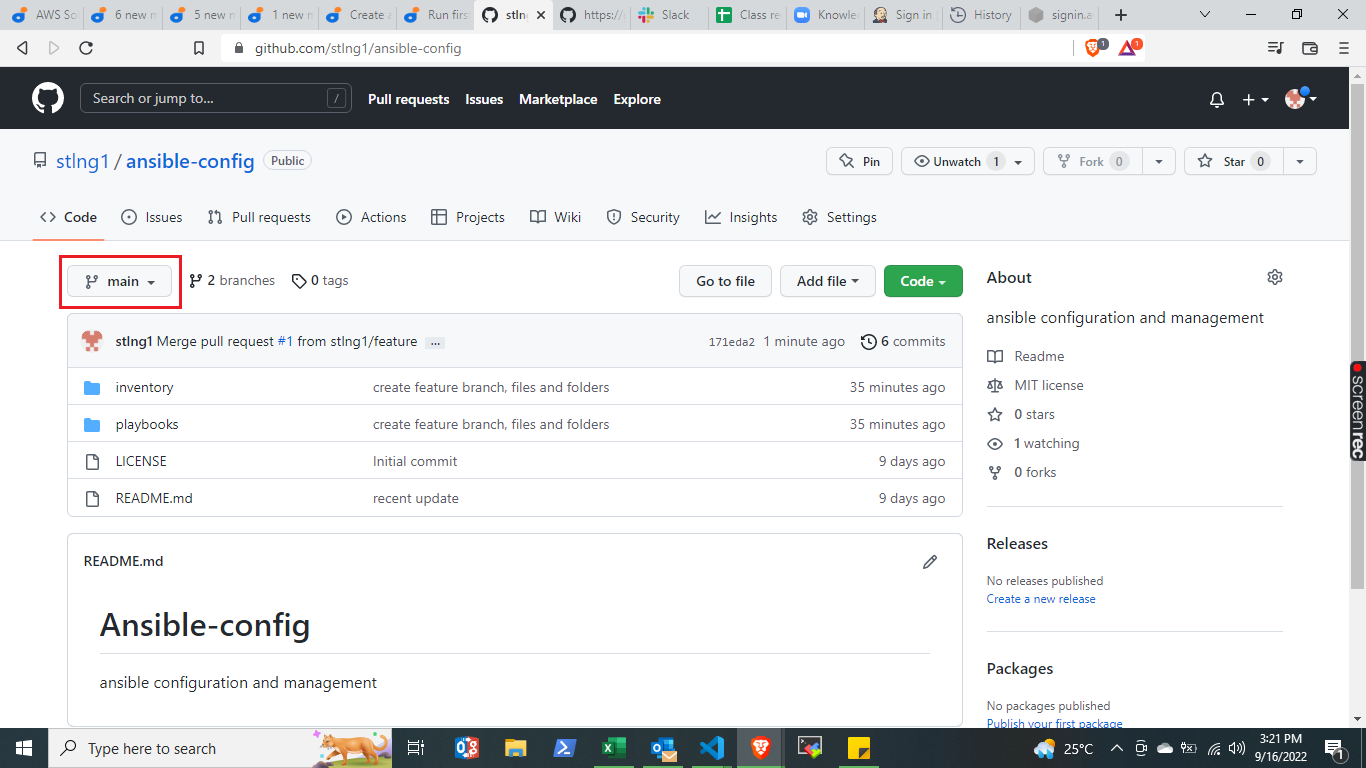 AWS So
6 new m
5 new n
1 new n
Create a
Run firs
stlng
https://
Slack
Class re
Knowle
Sign in
History
signin.a
github.com/stlng1/ansible-config
1
1
Search or jump to...
/
Pull requests
Issues
Marketplace
Explore
stlng1 / ansible-config
Public
Pin
Unwatch 1
Fork 0
Star 0
Code
Issues
Pull requests
Actions
Projects
Wiki
Security
Insights
Settings
main
2 branches
0 tags
Go to file
Add file
Code
stlng1 Merge pull request #1 from stlng1/feature ...
171eda2 1 minute ago
6 commits
inventory
create feature branch, files and folders
35 minutes ago
playbooks
create feature branch, files and folders
35 minutes ago
LICENSE
Initial commit
9 days ago
README.md
recent update
9 days ago
README.md
Ansible-config
ansible configuration and management
About
ansible configuration and management
Readme
MIT license
0 stars
1 watching
0 forks
Releases
No releases published
Create a new release
Packages
No packages published
Publish your first package
screenrec
Type here to search
25°C
3:21 PM
9/16/2022
1